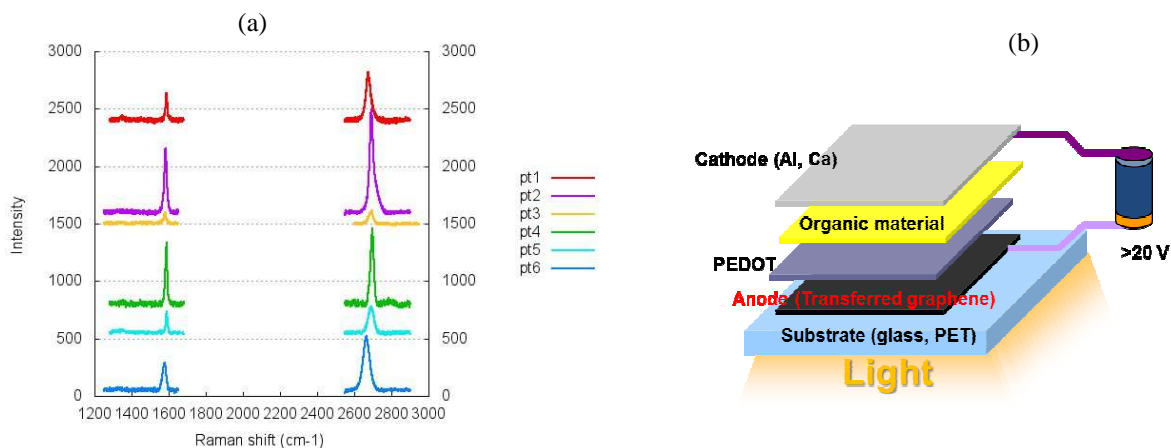 (a)
3000
2500
2000
1500
1000
500
0
3000
2500
2000
1500
1000
500
0
1200 1400 1600 1800 2000 2200 2400 2600 2800 3000
Intensity
Raman shift (cm-1)
pt1
pt2
pt3
pt4
pt5
pt6
(b)
Cathode (Al, Ca)
Organic material
PEDOT
Anode (Transferred graphene)
Substrate (glass, PET)
>20 V
Light